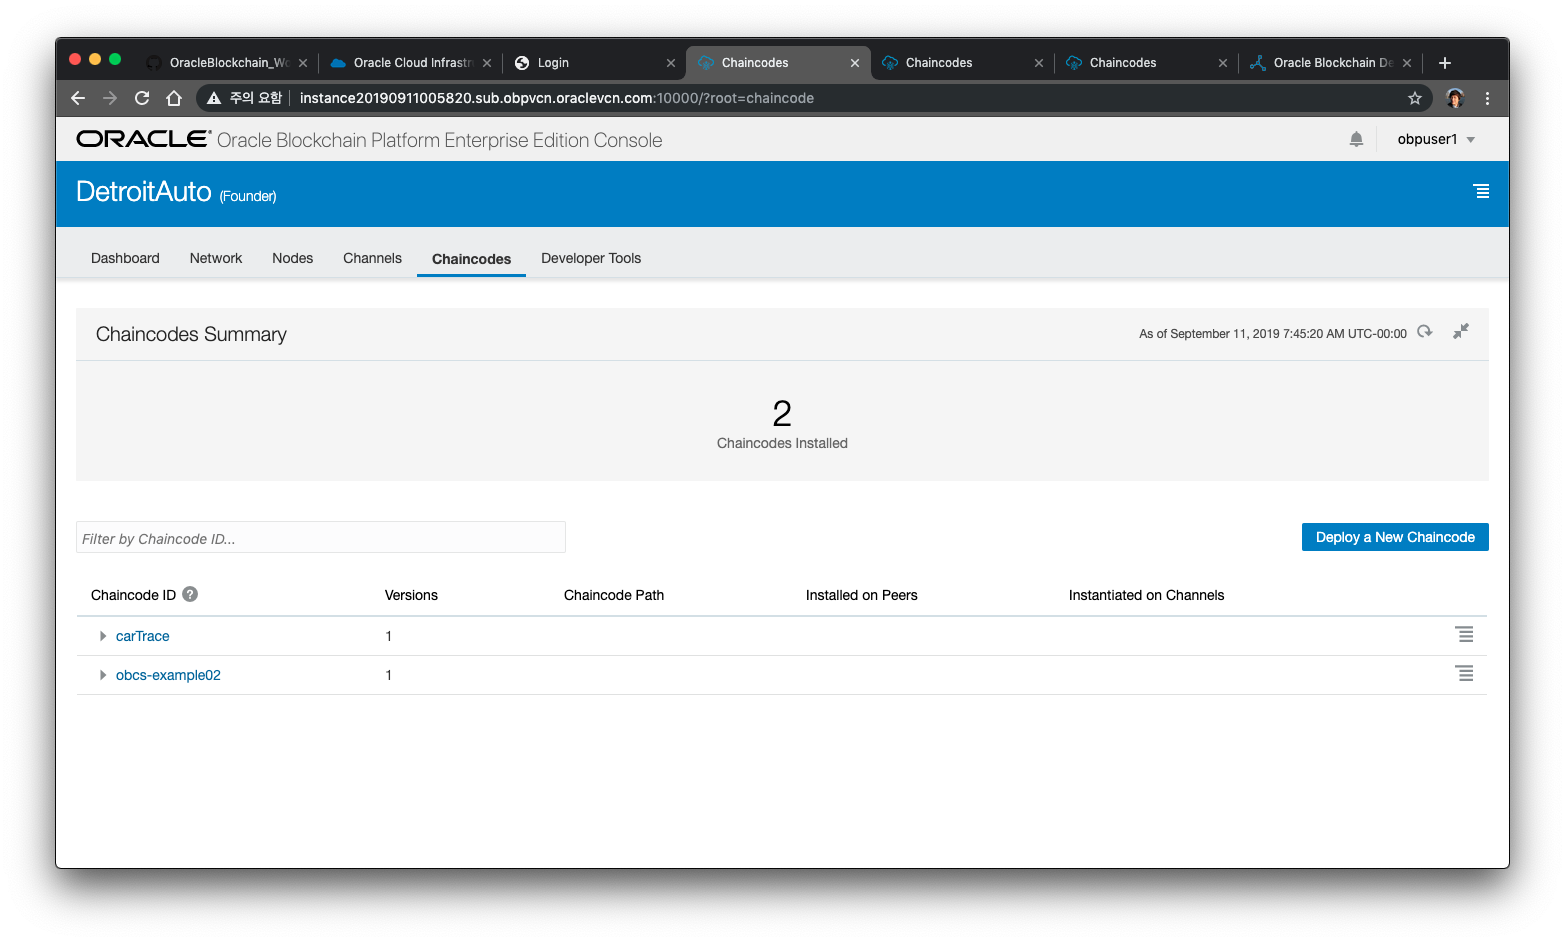 OracleBlockchain_Wo
Oracle Cloud Infrastru
Login
Chaincodes
Chaincodes
Chaincodes
Oracle Blockchain De
주의 요함
instance20190911005820.sub.obpvcn.oraclevcn.com:10000/?root=chaincode
ORACLE® Oracle Blockchain Platform Enterprise Edition Console
obpuser1
DetroitAuto (Founder)
Dashboard Network Nodes Channels Chaincodes Developer Tools
Chaincodes Summary
As of September 11, 2019 7:45:20 AM UTC-00:00
2
Chaincodes Installed
Filter by Chaincode ID...
Deploy a New Chaincode
Chaincode ID ? Versions Chaincode Path Installed on Peers Instantiated on Channels
carTrace 1
obcs-example02 1